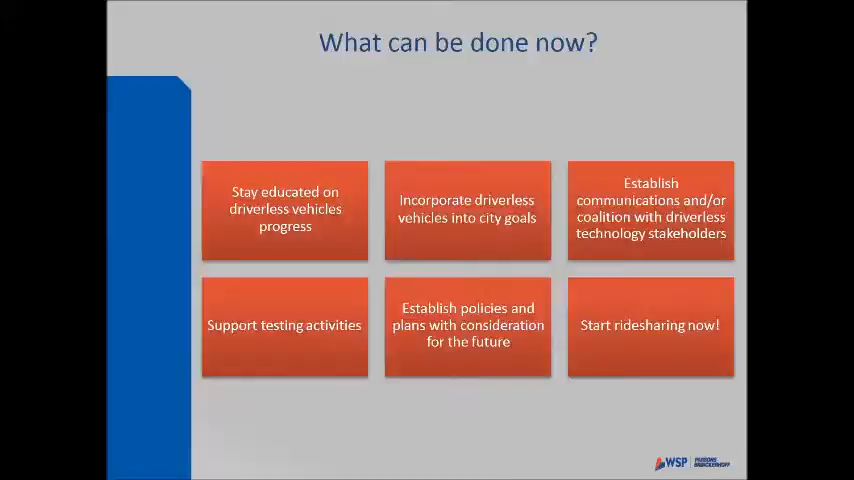 What can be done now?
Stay educated on
driverless vehicles
progress
Incorporate driverless
vehicles into city goals
Establish
communications and/or
coalition with driverless
technology stakeholders
Support testing activities
Establish policies and
plans with consideration
for the future
Start ridesharing now!
WSP
PARSONS
BRINCKERHOFF